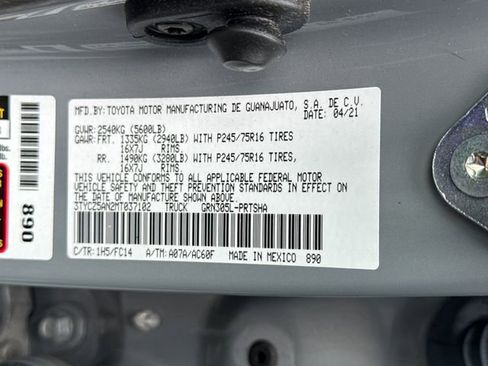 MFD.BY:TOYOTA MOTOR MANUFACTURING DE GUANAJUATO, S.A. DE C.V.
DATE: 04/21
GVWR: 2540KG (5600LB)
GAWR: FRT. 1335KG (2940LB) WITH P245/75R16 TIRES
16X7J RIMS.
RR. 1490KG (3280LB) WITH P245/75R16 TIRES,
16X7J RIMS.
THIS VEHICLE CONFORMS TO ALL APPLICABLE FEDERAL MOTOR
VEHICLE SAFETY AND THEFT PREVENTION STANDARDS IN EFFECT ON
THE DATE OF MANUFACTURE SHOWN ABOVE.
3TYCZ5AN2MT037102 TRUCK GRN305L-PRTSHA
C/TR: 1H5/FC14 A/TM: A07A/AC60F MADE IN MEXICO 890
890
lbs.